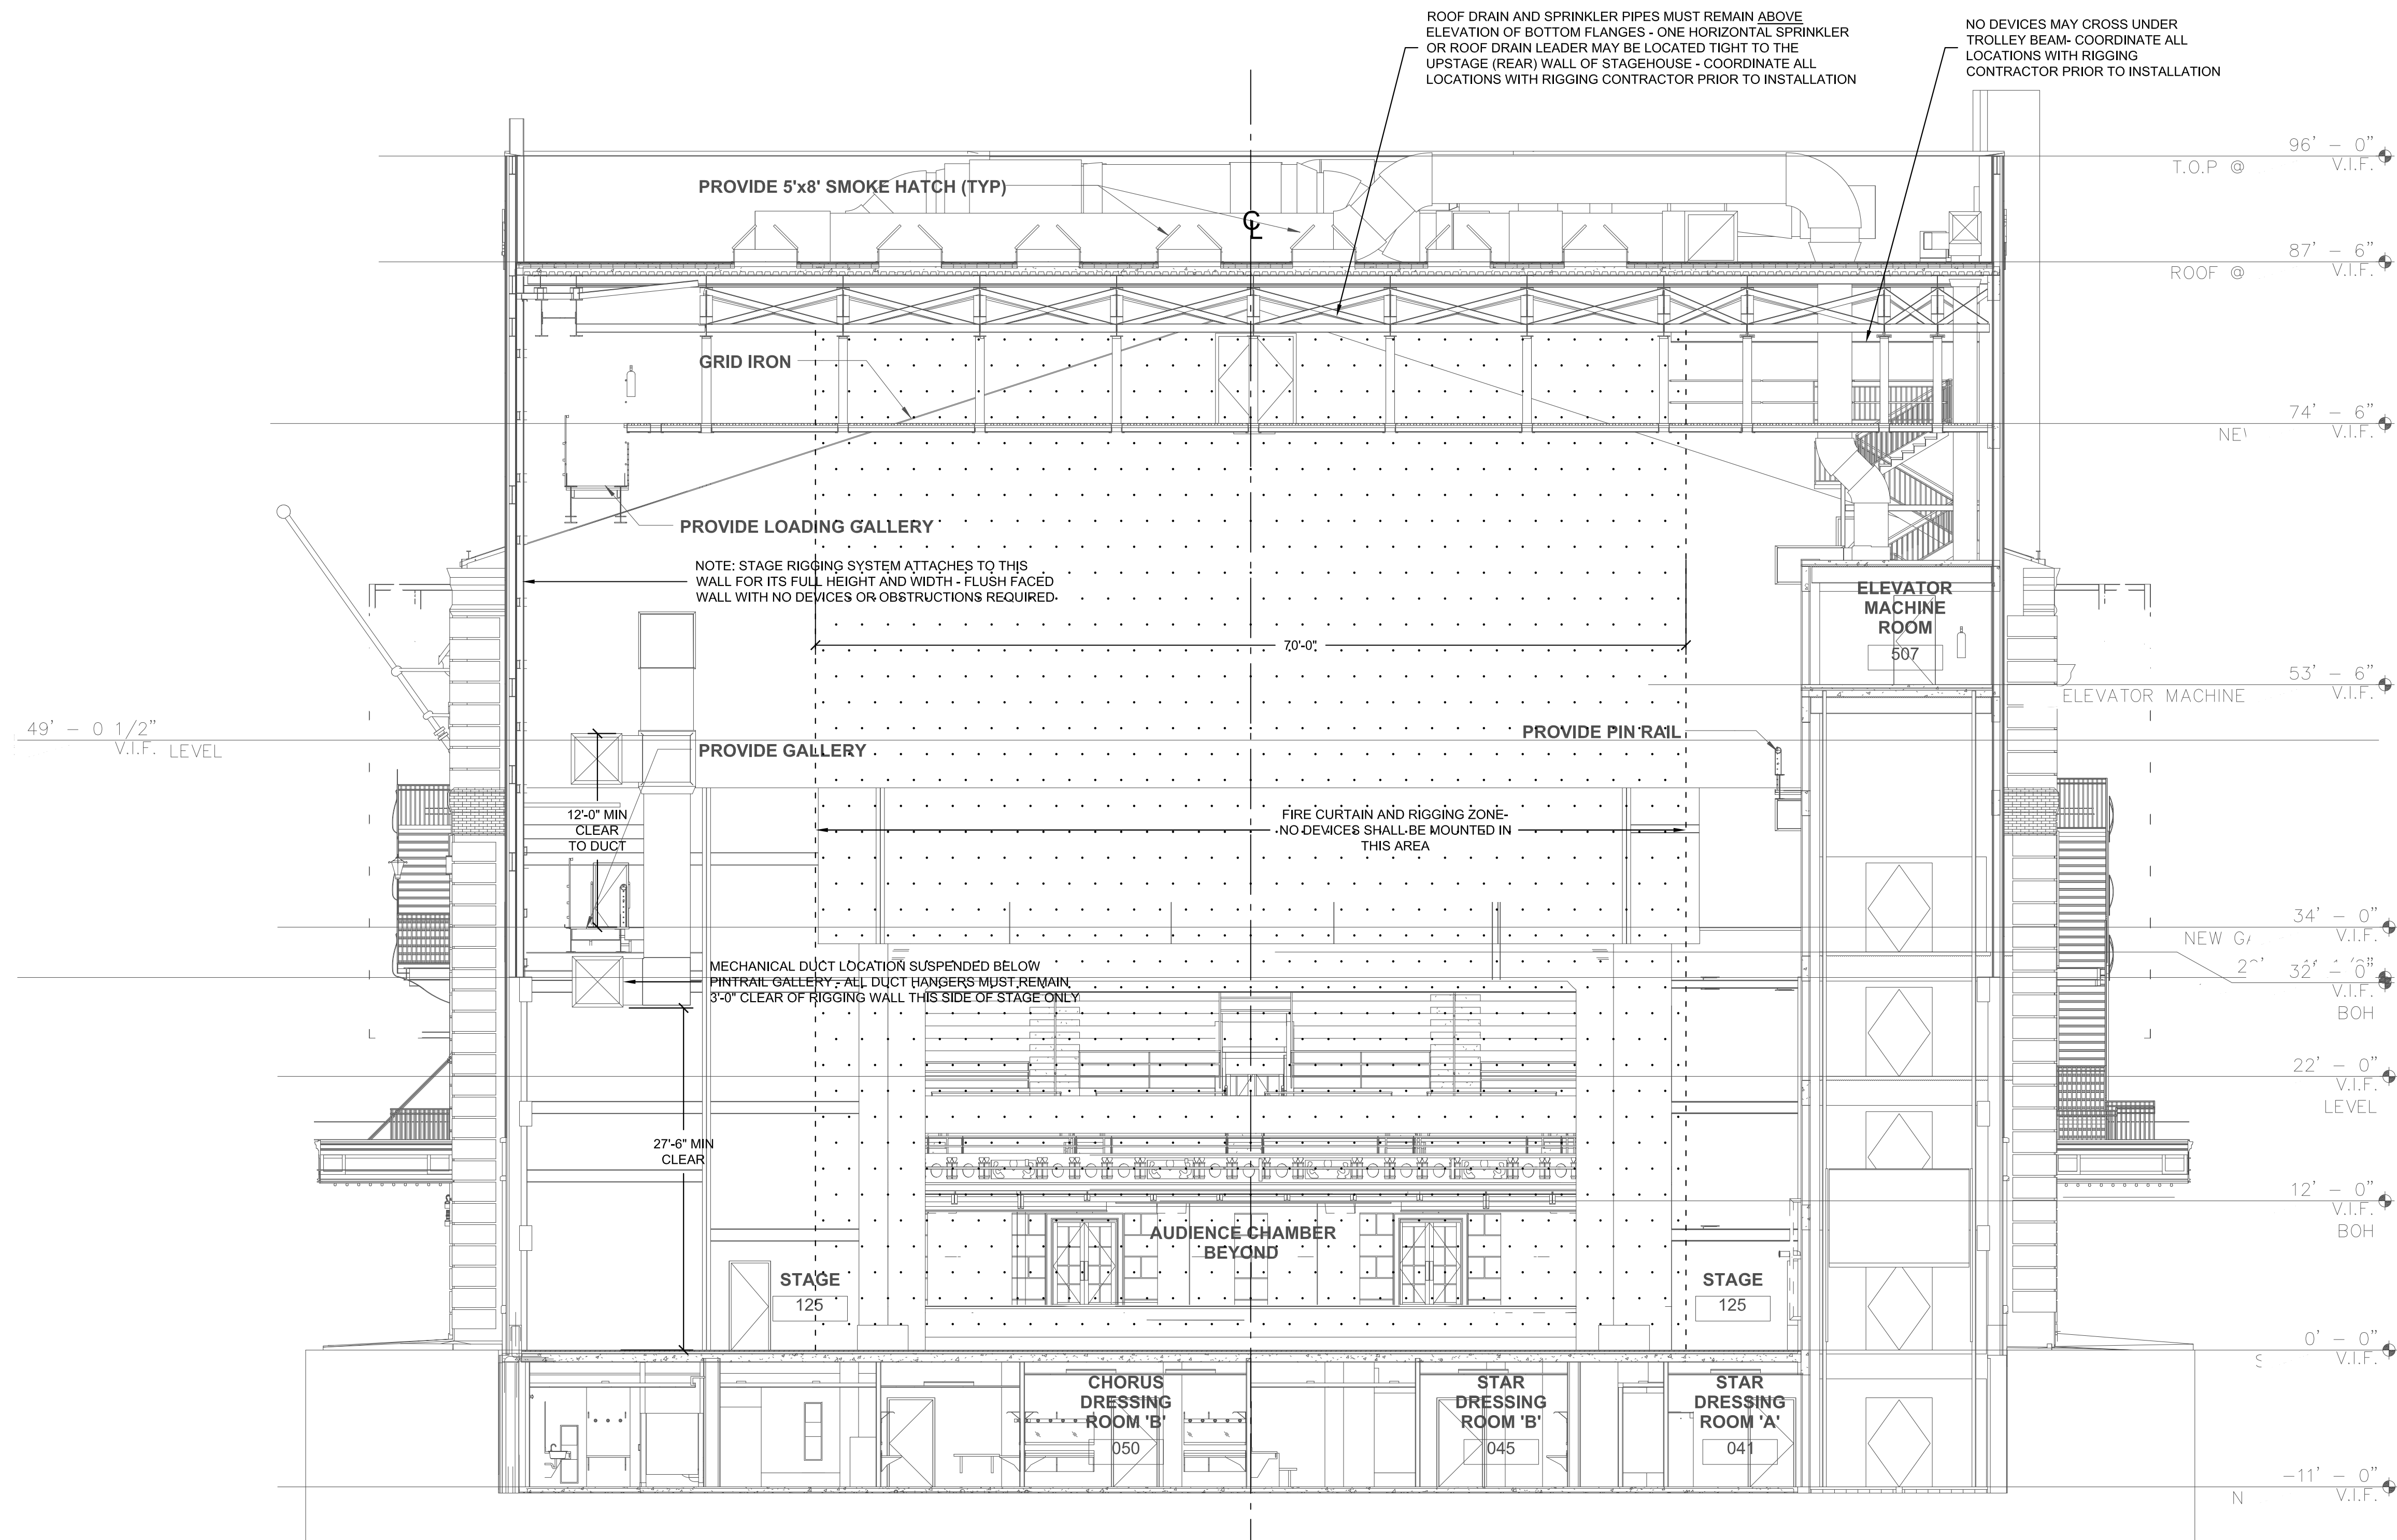 ROOF DRAIN AND SPRINKLER PIPES MUST REMAIN ABOVE
ELEVATION OF BOTTOM FLANGES - ONE HORIZONTAL SPRINKLER
OR ROOF DRAIN LEADER MAY BE LOCATED TIGHT TO THE
UPSTAGE (REAR) WALL OF STAGEHOUSE - COORDINATE ALL
LOCATIONS WITH RIGGING CONTRACTOR PRIOR TO INSTALLATION
NO DEVICES MAY CROSS UNDER
TROLLEY BEAM- COORDINATE ALL
LOCATIONS WITH RIGGING
CONTRACTOR PRIOR TO INSTALLATION
96' - 0"
T.O.P @ V.I.F.
PROVIDE 5'x8' SMOKE HATCH (TYP)
CL
87' - 6"
ROOF @ V.I.F.
GRID IRON
74' - 6"
V.I.F.
PROVIDE LOADING GALLERY
NOTE: STAGE RIGGING SYSTEM ATTACHES TO THIS
WALL FOR ITS FULL HEIGHT AND WIDTH - FLUSH FACED
WALL WITH NO DEVICES OR OBSTRUCTIONS REQUIRED
ELEVATOR
MACHINE
ROOM
507
70'-0"
53' - 6"
V.I.F.
ELEVATOR MACHINE
49' - 0 1/2"
V.I.F. LEVEL
PROVIDE GALLERY
PROVIDE PIN RAIL
12'-0" MIN
CLEAR
TO DUCT
FIRE CURTAIN AND RIGGING ZONE-
NO DEVICES SHALL BE MOUNTED IN
THIS AREA
34' - 0"
NEW V.I.F.
MECHANICAL DUCT LOCATION SUSPENDED BELOW
PINTRAIL GALLERY - ALL DUCT HANGERS MUST REMAIN
3'-0" CLEAR OF RIGGING WALL THIS SIDE OF STAGE ONLY
32' - 0"
V.I.F.
BOH
22' - 0"
V.I.F.
LEVEL
27'-6" MIN
CLEAR
12' - 0"
V.I.F.
BOH
AUDIENCE CHAMBER
BEYOND
STAGE
125
STAGE
125
0' - 0"
V.I.F.
CHORUS
DRESSING
ROOM 'B'
050
STAR
DRESSING
ROOM 'B'
045
STAR
DRESSING
ROOM 'A'
041
-11' - 0"
N V.I.F.